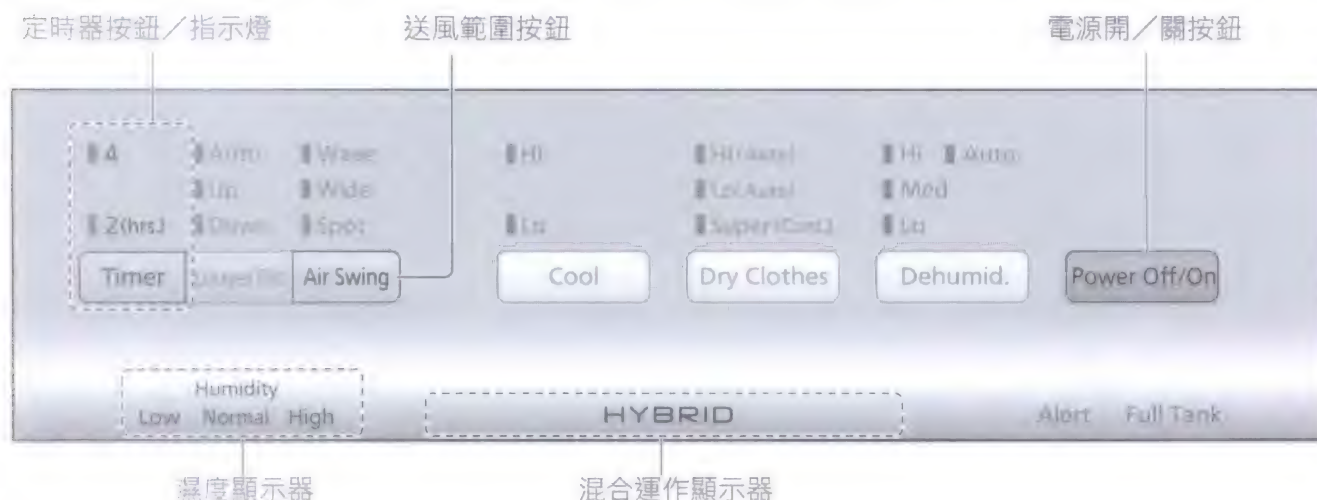 定時器按鈕／指示燈 送風範圍按鈕 電源開／關按鈕
4 Auto Wave Hi Hi(Auto) Hi Auto
Up Wide Lo(Auto) Med
2(hrs.) Down Spot Lo Super(Cont.) Lo
Timer Air Swing Cool Dry Clothes Dehumid. Power Off/On
Humidity
Low Normal High HYBRID Alert Full Tank
濕度顯示器 混合運作顯示器